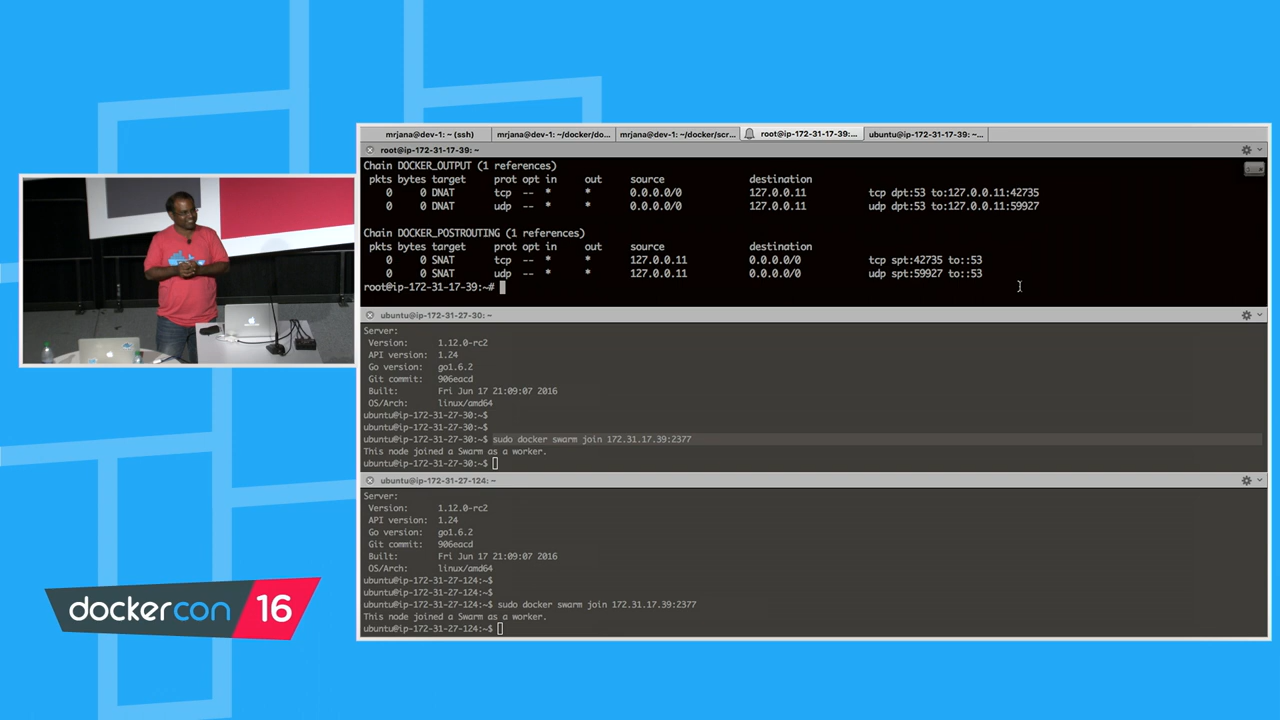 mrjana@dev-1: ~ (ssh)
mrjana@dev-1: ~/docker/do...
mrjana@dev-1: ~/docker/scr...
root@ip-172-31-17-39:...
ubuntu@ip-172-31-17-39: ~...
root@ip-172-31-17-39: ~
Chain DOCKER_OUTPUT (1 references)
pkts bytes target prot opt in out source destination
0 0 DNAT tcp -- * * 0.0.0.0/0 127.0.0.11 tcp dpt:53 to:127.0.0.11:42735
0 0 DNAT udp -- * * 0.0.0.0/0 127.0.0.11 udp dpt:53 to:127.0.0.11:59927
Chain DOCKER_POSTROUTING (1 references)
pkts bytes target prot opt in out source destination
0 0 SNAT tcp -- * * 127.0.0.11 0.0.0.0/0 tcp spt:42735 to::53
0 0 SNAT udp -- * * 127.0.0.11 0.0.0.0/0 udp spt:59927 to::53
root@ip-172-31-17-39:~#
ubuntu@ip-172-31-27-30: ~
Server:
Version: 1.12.0-rc2
API version: 1.24
Go version: go1.6.2
Git commit: 906eacd
Built: Fri Jun 17 21:09:07 2016
OS/Arch: linux/amd64
ubuntu@ip-172-31-27-30:~$
ubuntu@ip-172-31-27-30:~$
ubuntu@ip-172-31-27-30:~$ sudo docker swarm join 172.31.17.39:2377
This node joined a Swarm as a worker.
ubuntu@ip-172-31-27-30:~$
ubuntu@ip-172-31-27-124: ~
Server:
Version: 1.12.0-rc2
API version: 1.24
Go version: go1.6.2
Git commit: 906eacd
Built: Fri Jun 17 21:09:07 2016
OS/Arch: linux/amd64
ubuntu@ip-172-31-27-124:~$
ubuntu@ip-172-31-27-124:~$
ubuntu@ip-172-31-27-124:~$ sudo docker swarm join 172.31.17.39:2377
This node joined a Swarm as a worker.
ubuntu@ip-172-31-27-124:~$
dockercon 16